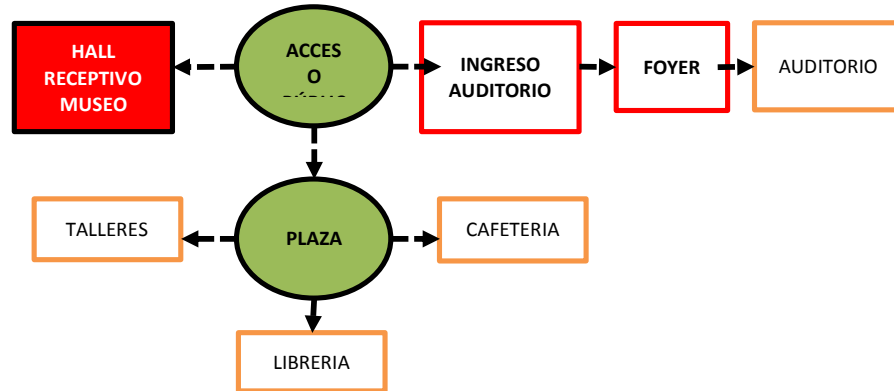 HALL
RECEPTIVO
MUSEO
ACCES
O
INGRESO
AUDITORIO
FOYER
AUDITORIO
TALLERES
PLAZA
CAFETERIA
LIBRERIA